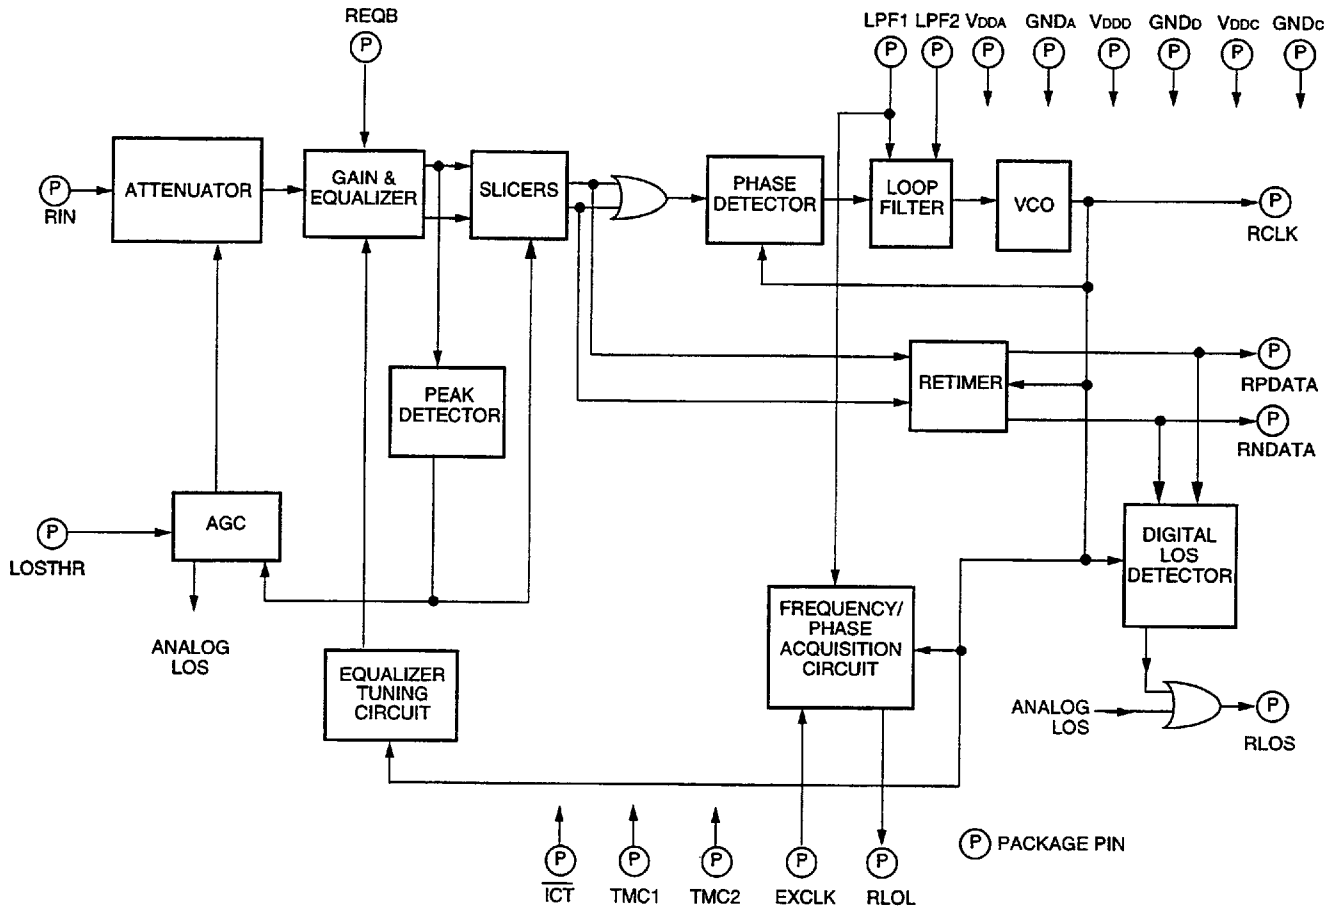 REQB
P
LPF1 LPF2 VDDA GNDA VDDD GNDD VDDC GNDC
P P P P P P P P
P
RIN
ATTENUATOR
GAIN &
EQUALIZER
SLICERS
PHASE
DETECTOR
LOOP
FILTER
VCO
P
RCLK
PEAK
DETECTOR
RETIMER
P
RPDATA
P
RNDATA
P
LOSTHR
AGC
ANALOG
LOS
DIGITAL
LOS
DETECTOR
FREQUENCY/
PHASE
ACQUISITION
CIRCUIT
EQUALIZER
TUNING
CIRCUIT
ANALOG
LOS
P
RLOS
P P P P P
ICT TMC1 TMC2 EXCLK RLOL
P PACKAGE PIN